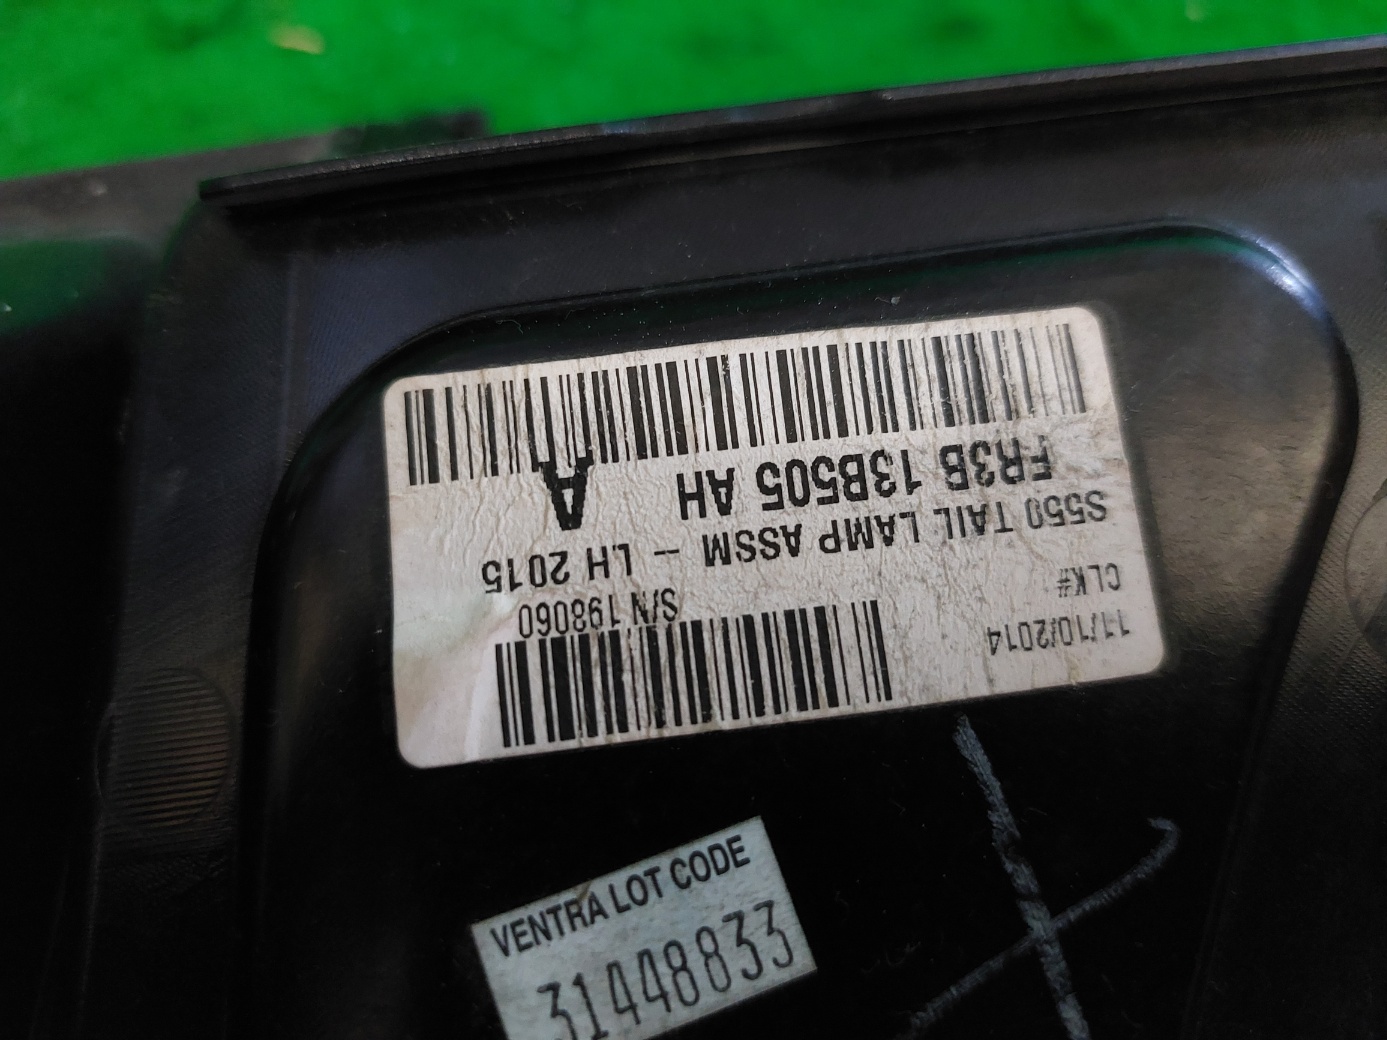 11/10/2014
CLK#
S/N 198060
S550 TAIL LAMP ASSM -- LH 2015
FR3B 13B505 AH
A
VENTRA LOT CODE
31448833